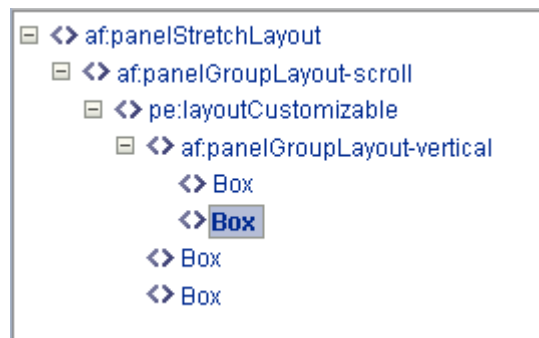 af:panelStretchLayout
af:panelGroupLayout-scroll
pe:layoutCustomizable
af:panelGroupLayout-vertical
Box
Box
Box
Box